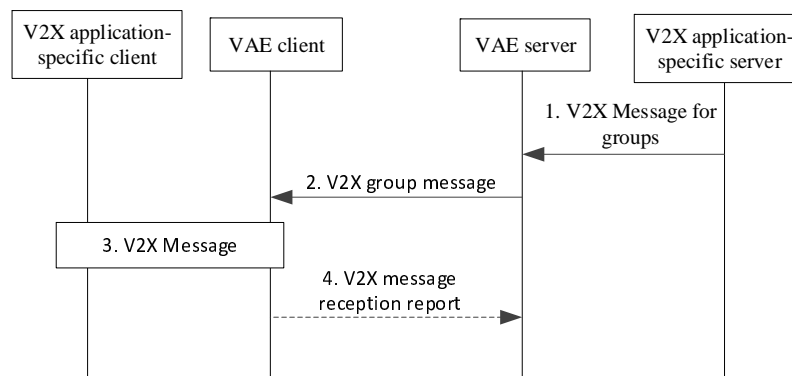 V2X application-
specific client
VAE client
VAE server
V2X application-
specific server
1. V2X Message for
groups
2. V2X group message
3. V2X Message
4. V2X message
reception report